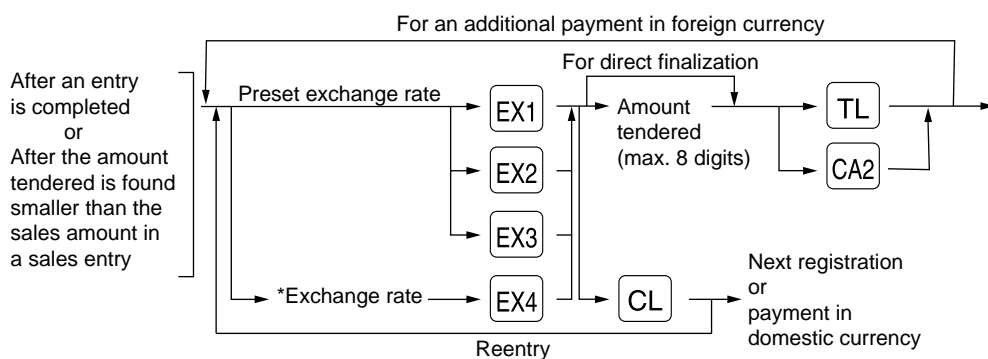 For an additional payment in foreign currency
After an entry
is completed
or
After the amount
tendered is found
smaller than the
sales amount in
a sales entry
Preset exchange rate
EX1
EX2
EX3
*Exchange rate
EX4
For direct finalization
Amount
tendered
(max. 8 digits)
TL
CA2
CL
Next registration
or
payment in
domestic currency
Reentry